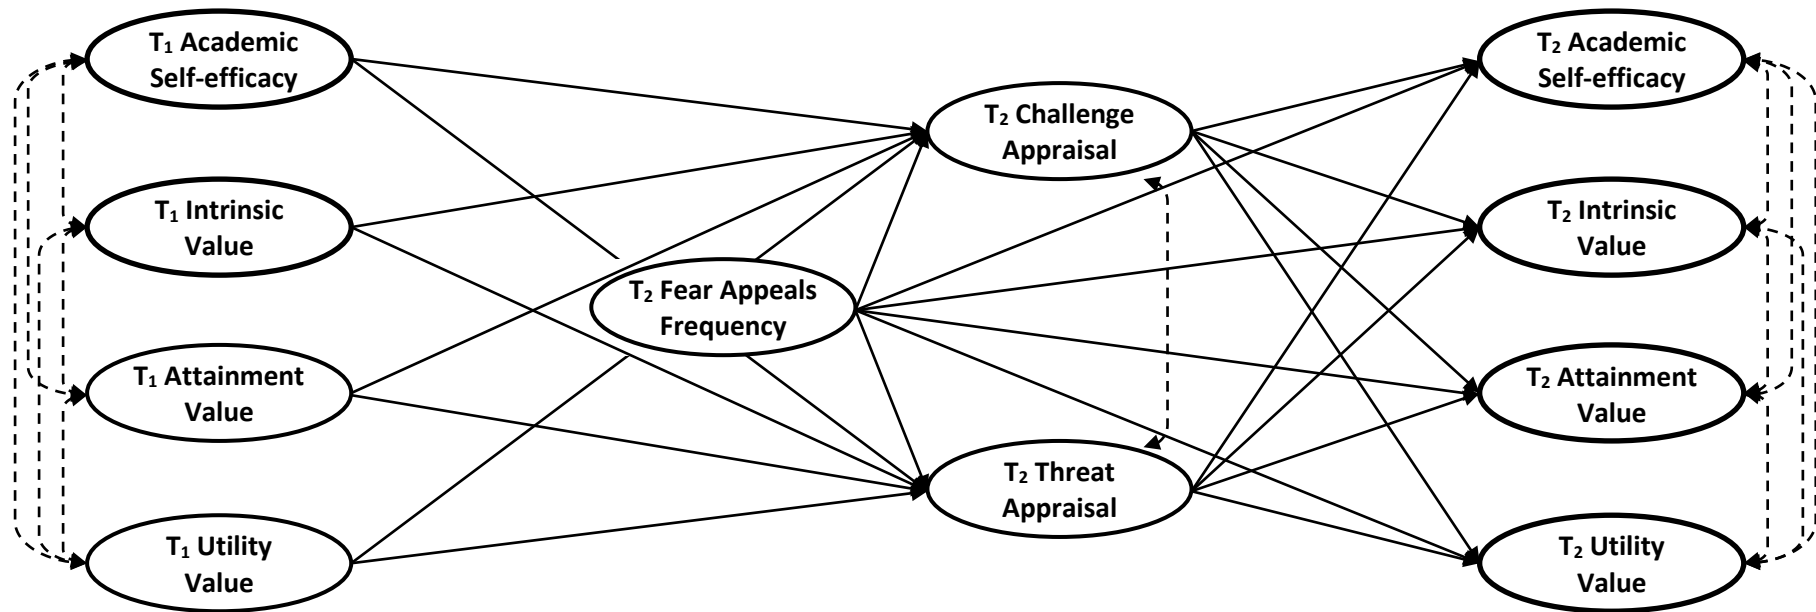 T₁ Academic
Self-efficacy
T₁ Intrinsic
Value
T₁ Attainment
Value
T₁ Utility
Value
T₂ Fear Appeals
Frequency
T₂ Challenge
Appraisal
T₂ Threat
Appraisal
T₂ Academic
Self-efficacy
T₂ Intrinsic
Value
T₂ Attainment
Value
T₂ Utility
Value